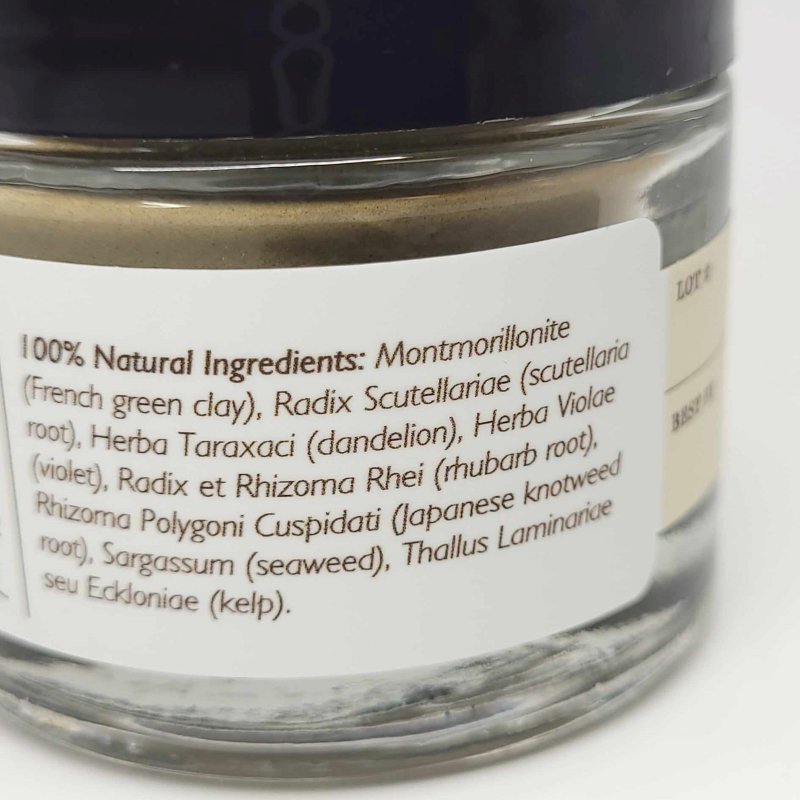 100% Natural Ingredients: Montmorillonite
(French green clay), Radix Scutellariae (scutellaria
root), Herba Taraxaci (dandelion), Herba Violae
(violet), Radix et Rhizoma Rhei (rhubarb root),
Rhizoma Polygoni Cuspidati (Japanese knotweed
root), Sargassum (seaweed), Thallus Laminariae
seu Eckloniae (kelp).
LOT #:
BEST